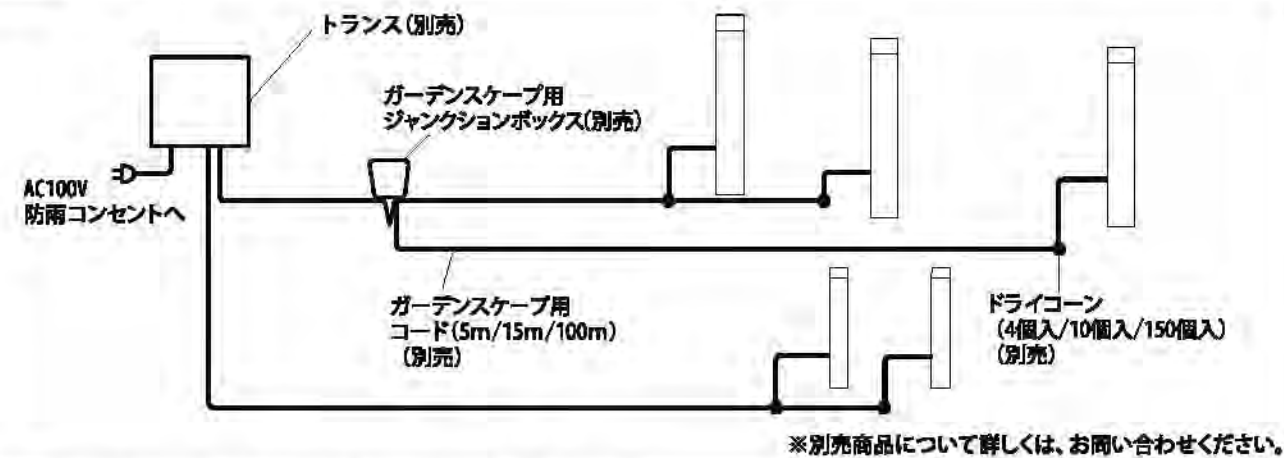 トランス(別売)
ガーデンスケープ用
ジャンクションボックス(別売)
AC100V
防雨コンセントへ
ガーデンスケープ用
コード(5m/15m/100m)
(別売)
ドライコーン
(4個入/10個入/150個入)
(別売)
※別売商品について詳しくは、お問い合わせください。